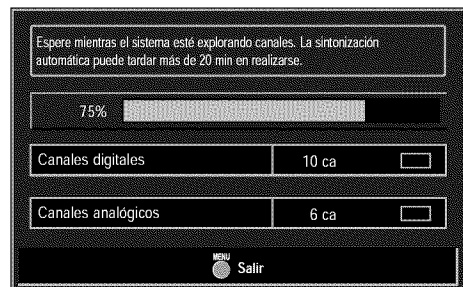 Espere mientras el sistema esté explorando canales. La sintonización
automática puede tardar más de 20 min en realizarse.
75%
Canales digitales 10 ca
Canales analógicos 6 ca
MENU
Salir